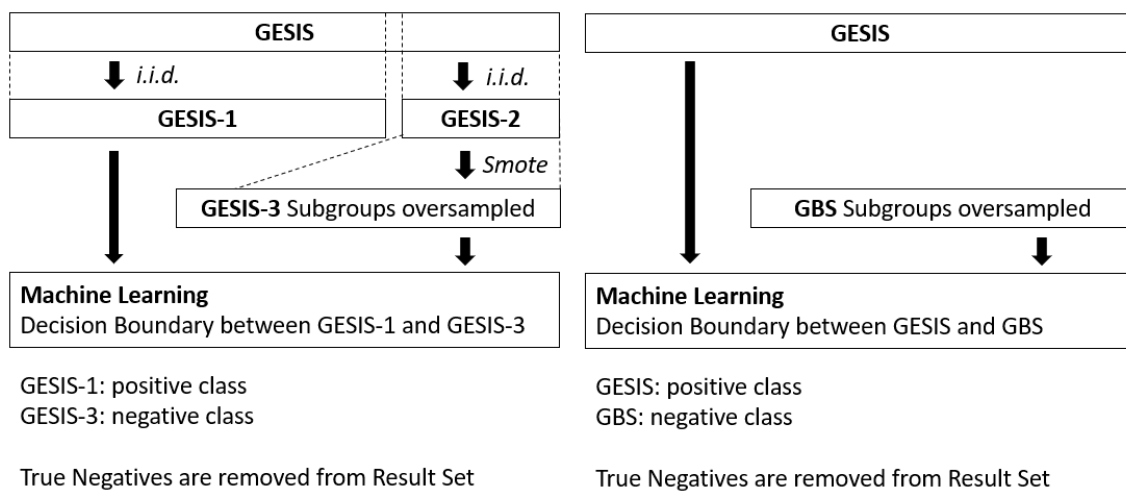 GESIS
i.i.d.
i.i.d.
GESIS-1
GESIS-2
Smote
GESIS-3 Subgroups oversampled
Machine Learning
Decision Boundary between GESIS-1 and GESIS-3
GESIS-1: positive class
GESIS-3: negative class
True Negatives are removed from Result Set
GESIS
GBS Subgroups oversampled
Machine Learning
Decision Boundary between GESIS and GBS
GESIS: positive class
GBS: negative class
True Negatives are removed from Result Set